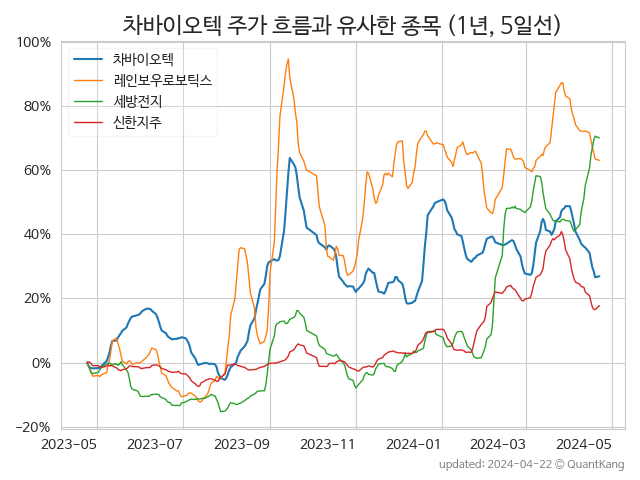 차바이오텍 주가 흐름과 유사한 종목 (1년, 5일선)
차바이오텍
레인보우로보틱스
세방전지
신한지주
100%
80%
60%
40%
20%
0%
−20%
2023-05 2023-07 2023-09 2023-11 2024-01 2024-03 2024-05
updated: 2024-04-22 © QuantKang